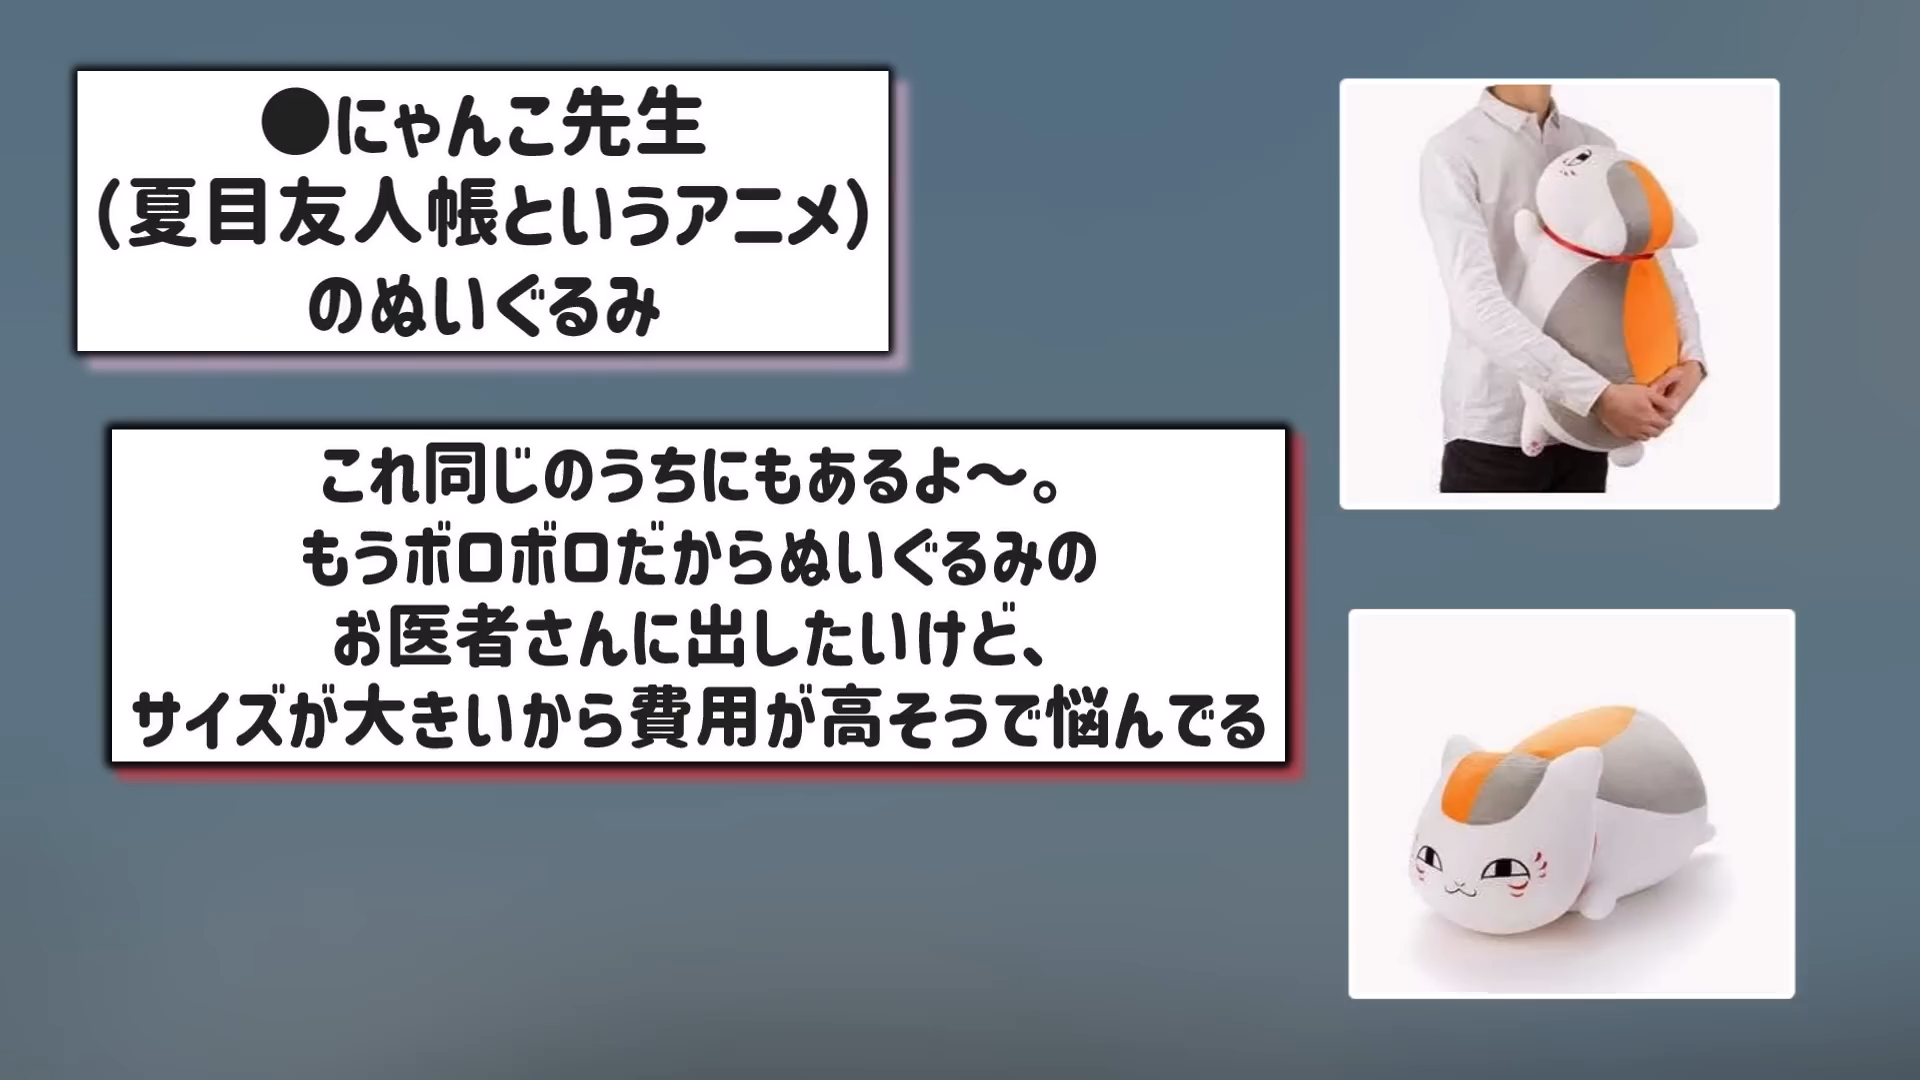 ●にゃんこ先生
(夏目友人帳というアニメ)
のぬいぐるみ
これ同じのうちにもあるよ～。
もうボロボロだからぬいぐるみの
お医者さんに出したいけど、
サイズが大きいから費用が高そうで悩んでる